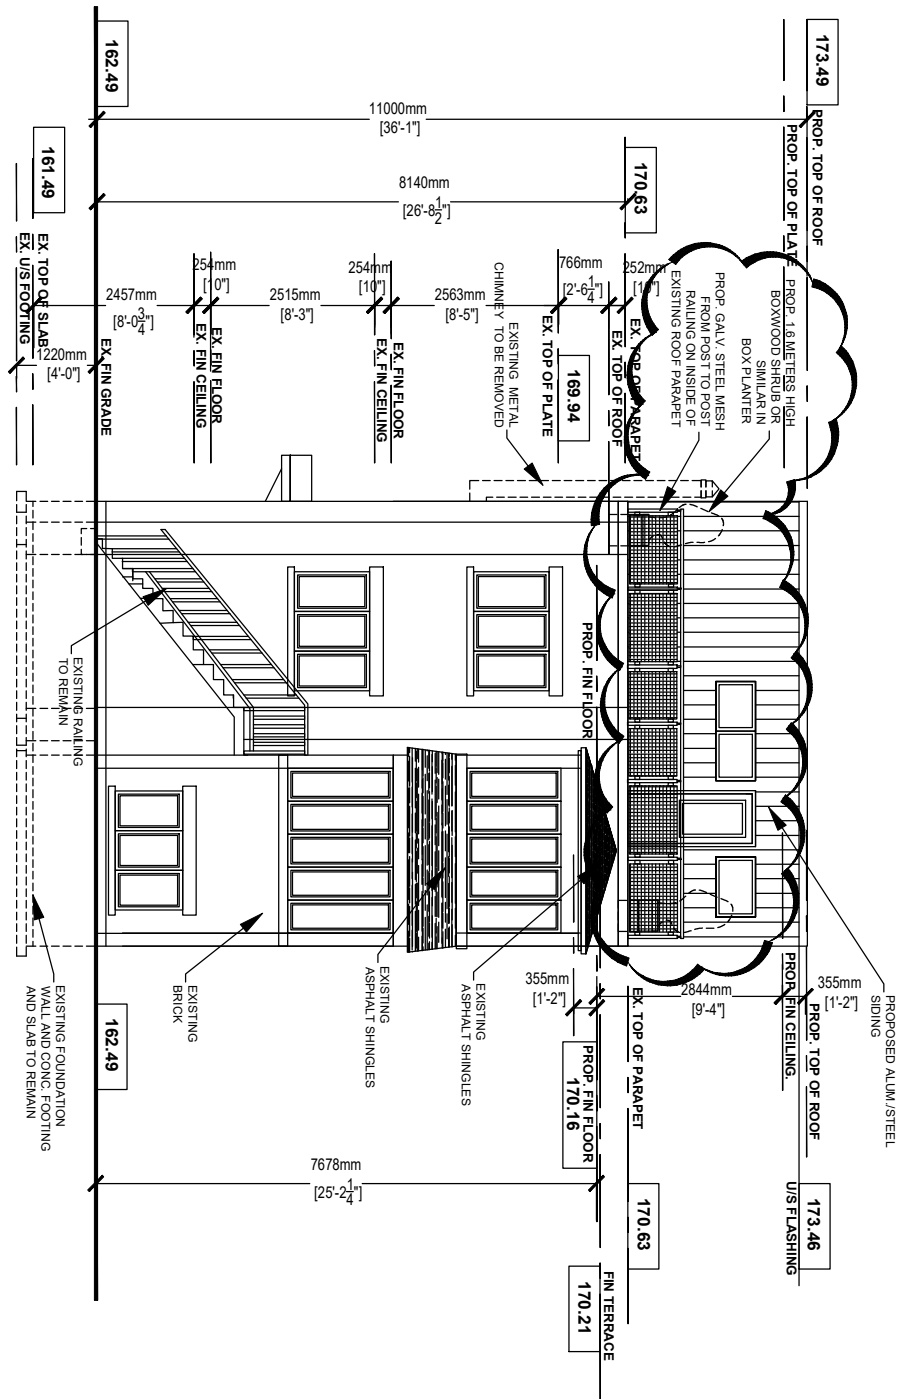 173.49
PROP. TOP OF ROOF
PROP. TOP OF PLATE
11000mm
[36'-1"]
162.49
170.63
8140mm
[26'-8 1/2"]
161.49
EX. TOP OF SLAB
EX. U/S FOOTING
1220mm
[4'-0"]
EX. FIN GRADE
2457mm
[8'-0 3/4"]
254mm
[10"]
EX. FIN FLOOR
EX. FIN CEILING
2515mm
[8'-3"]
254mm
[10"]
EX. FIN FLOOR
EX. FIN CEILING
2563mm
[8'-5"]
EX. TOP OF PLATE
169.94
766mm
[2'-6 1/4"]
252mm
[10"]
EX. TOP OF PARAPET
EX. TOP OF ROOF
PROP. 1.6 METERS HIGH
BOXWOOD SHRUB OR
SIMILAR IN
BOX PLANTER
PROP. GALV. STEEL MESH
FROM POST TO POST
RAILING ON INSIDE OF
EXISTING ROOF PARAPET
EXISTING METAL
CHIMNEY TO BE REMOVED
PROP. FIN FLOOR
EXISTING RAILING
TO REMAIN
PROPOSED ALUM./STEEL
SIDING
355mm
[1'-2"]
PROP. TOP OF ROOF
PROP. FIN CEILING.
2844mm
[9'-4"]
EX. TOP OF PARAPET
355mm
[1'-2"]
PROP. FIN FLOOR
170.16
EXISTING
ASPHALT SHINGLES
EXISTING
ASPHALT SHINGLES
EXISTING
BRICK
EXISTING FOUNDATION
WALL AND CONC. FOOTING
AND SLAB TO REMAIN
162.49
7678mm
[25'-2 1/4"]
173.46
U/S FLASHING
170.63
FIN TERRACE
170.21